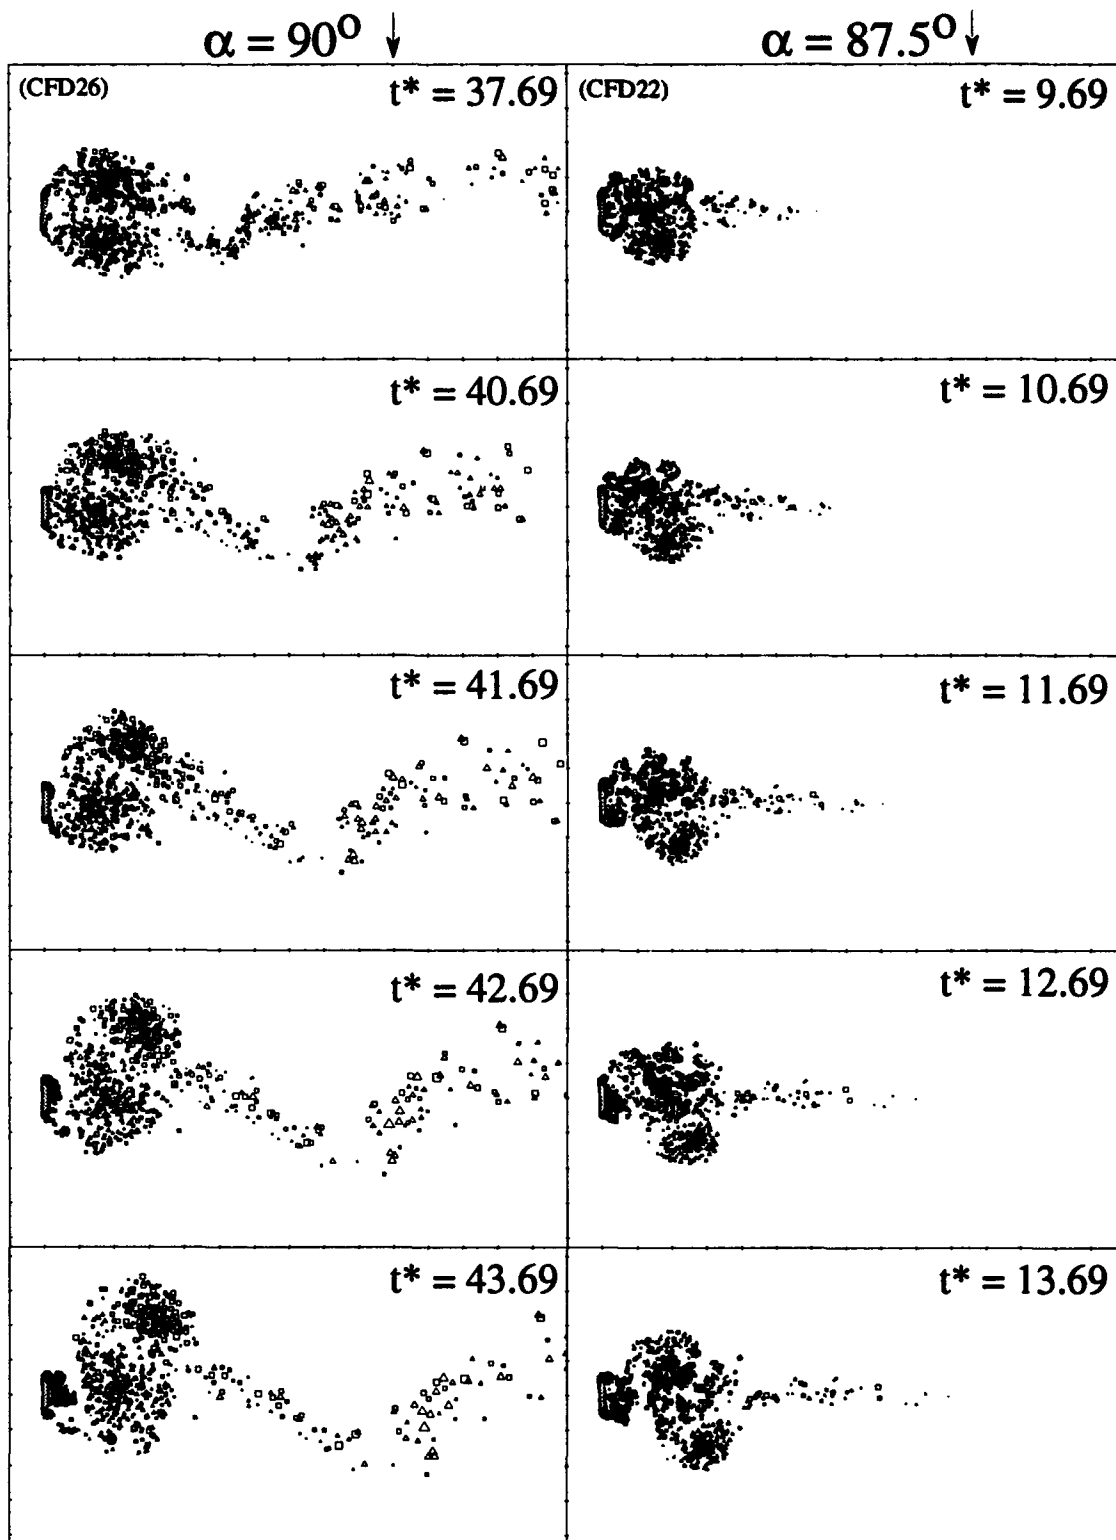 α = 90° ↓
α = 87.5° ↓
(CFD26)
t* = 37.69
(CFD22)
t* = 9.69
t* = 40.69
t* = 10.69
t* = 41.69
t* = 11.69
t* = 42.69
t* = 12.69
t* = 43.69
t* = 13.69